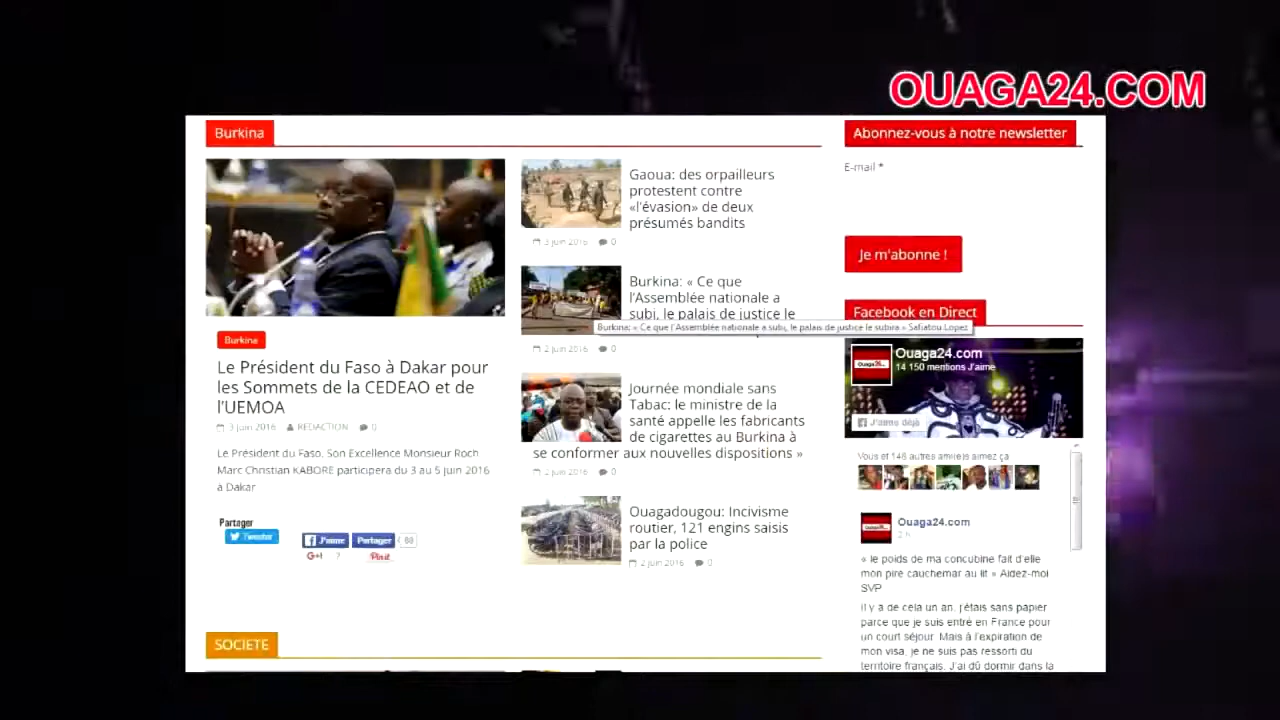 OUAGA24.COM
Burkina
Le Président du Faso à Dakar pour
les Sommets de la CEDEAO et de
l'UEMOA
3 juin 2016 REDACTION 0
Le Président du Faso, Son Excellence Monsieur Roch
Marc Christian KABORE participera du 3 au 5 juin 2016
à Dakar
Partager
Tweeter
J'aime Partager 69
G+1 ? Pin it
Burkina
Gaoua: des orpailleurs
protestent contre
«l'évasion» de deux
présumés bandits
3 juin 2016 0
Burkina: « Ce que
l'Assemblée nationale a
subi, le palais de justice le
Burkina: « Ce que l'Assemblée nationale a subi, le palais de justice le subira » Safiatou Lopez
2 juin 2016 0
Journée mondiale sans
Tabac: le ministre de la
santé appelle les fabricants
de cigarettes au Burkina à
se conformer aux nouvelles dispositions »
2 juin 2016 0
Ouagadougou: Incivisme
routier, 121 engins saisis
par la police
2 juin 2016 0
SOCIETE
Abonnez-vous à notre newsletter
E-mail *
Je m'abonne !
Facebook en Direct
Ouaga24.com
14 150 mentions J'aime
J'aime déjà
Vous et 146 autres ami(e)s aimez ça
Ouaga24.com
2 h
« le poids de ma concubine fait d'elle
mon pire cauchemar au lit » Aidez-moi
SVP
Il y a de cela un an, j'étais sans papier
parce que je suis entré en France pour
un court séjour. Mais à l'expiration de
mon visa, je ne suis pas ressorti du
territoire français. J'ai dû dormir dans la